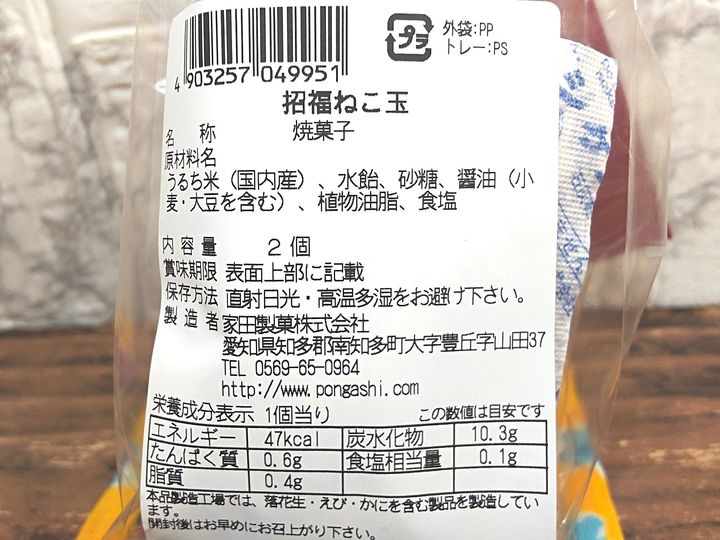 4 903257 049951
プラ
外袋:PP
トレー:PS
招福ねこ玉
名称 焼菓子
原材料名
うるち米（国内産）、水飴、砂糖、醤油（小
麦・大豆を含む）、植物油脂、食塩
内容量 2個
賞味期限 表面上部に記載
保存方法 直射日光・高温多湿をお避け下さい。
製造者 家田製菓株式会社
愛知県知多郡南知多町大字豊丘字山田37
TEL 0569-65-0964
http://www.pongashi.com
栄養成分表示 1個当り この数値は目安です
エネルギー 47kcal 炭水化物 10.3g
たんぱく質 0.6g 食塩相当量 0.1g
脂質 0.4g
本品製造工場では、落花生・えび・かにを含む製品を製造してい
ます。
開封後はお早めにお召上がり下さい。